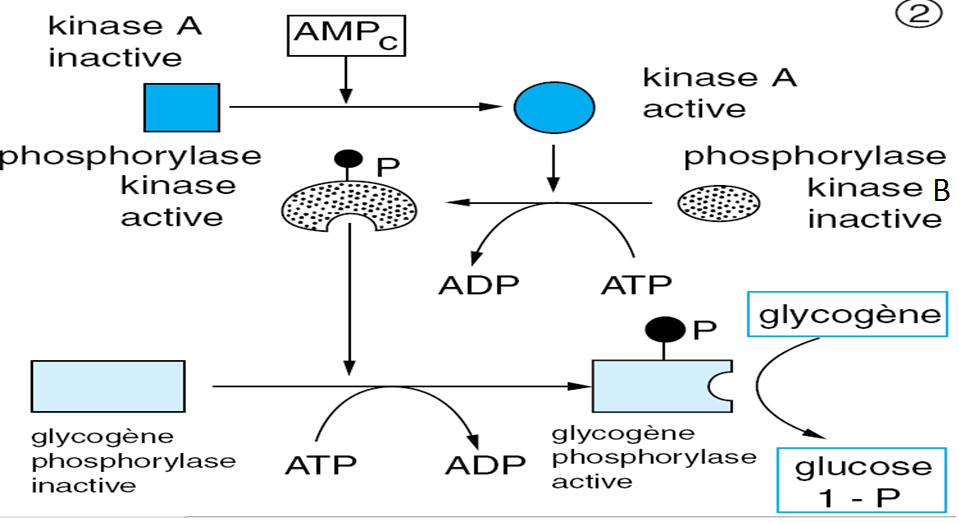 kinase A
inactive
AMPc
2
kinase A
active
phosphorylase
kinase
active
P
phosphorylase
kinase B
inactive
ADP
ATP
glycogène
P
glycogène
phosphorylase
inactive
ATP
ADP
glycogène
phosphorylase
active
glucose
1 - P